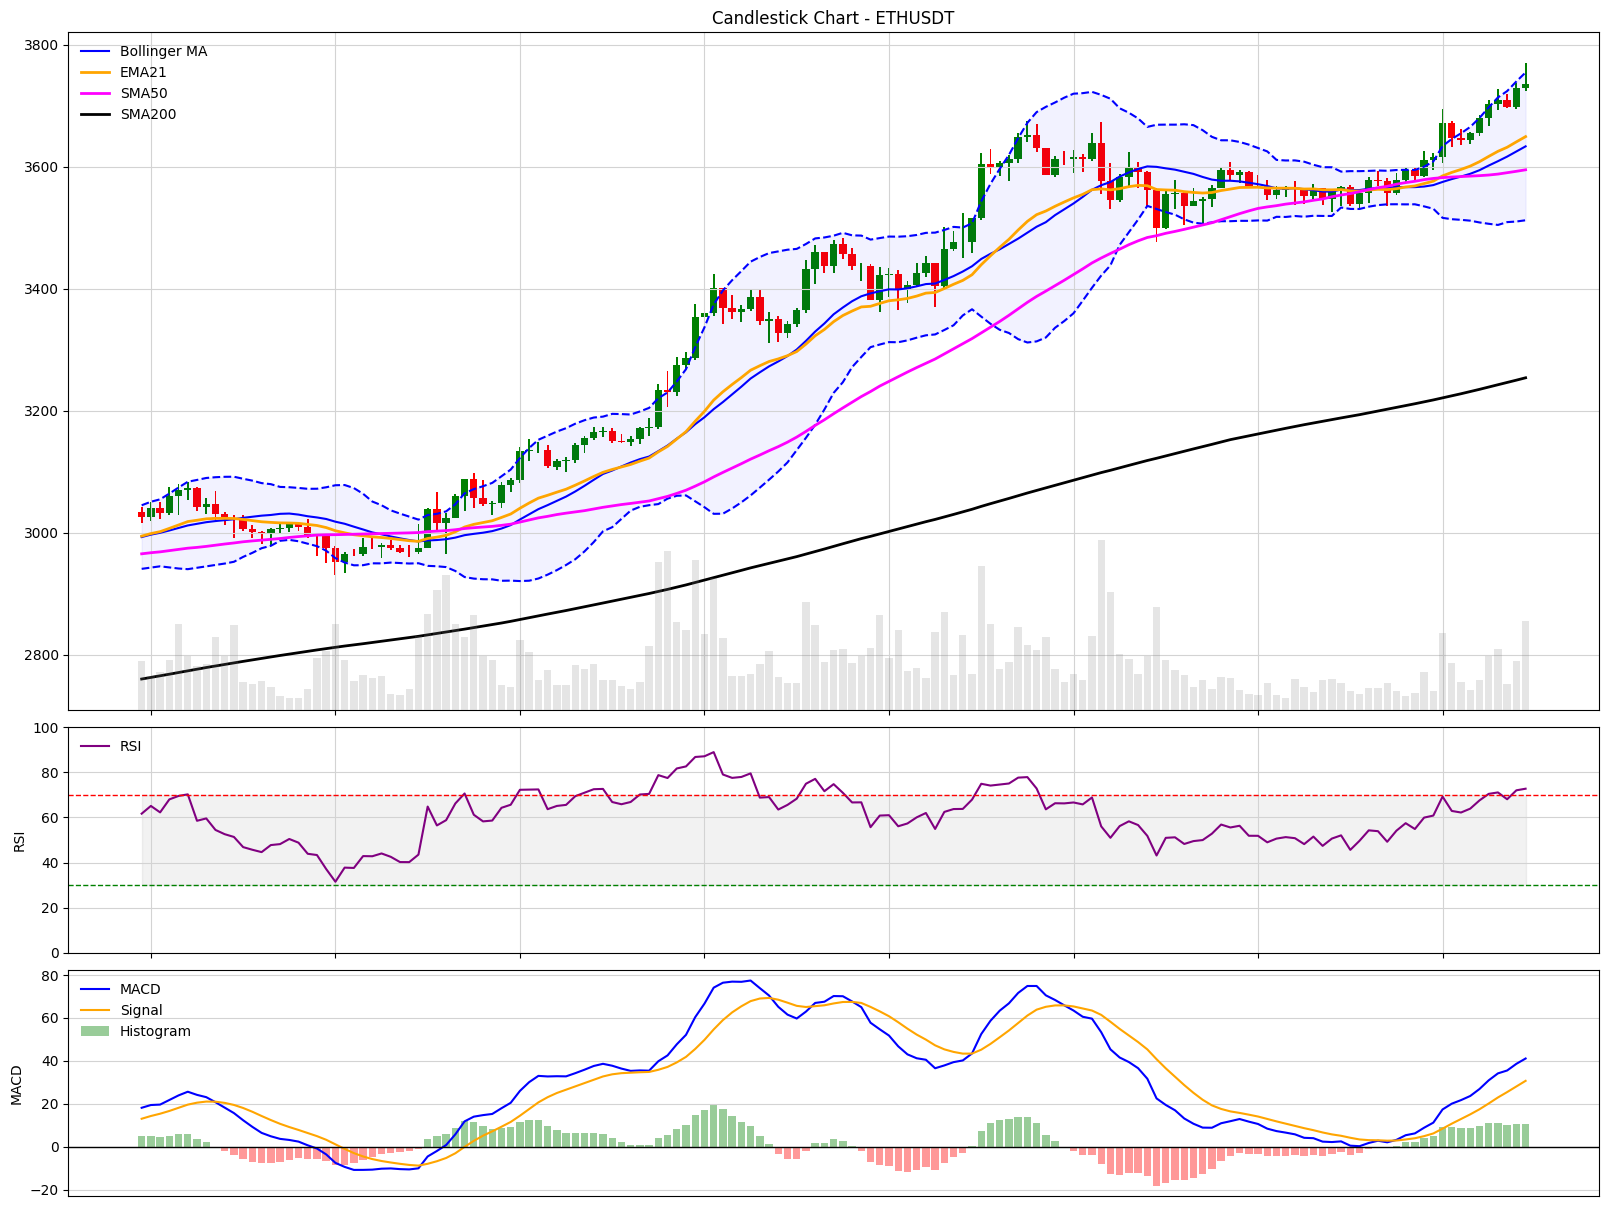 Candlestick Chart - ETHUSDT
3800
3600
3400
3200
3000
2800
Bollinger MA
EMA21
SMA50
SMA200
100
80
60
40
20
0
RSI
RSI
80
60
40
20
0
−20
MACD
MACD
Signal
Histogram